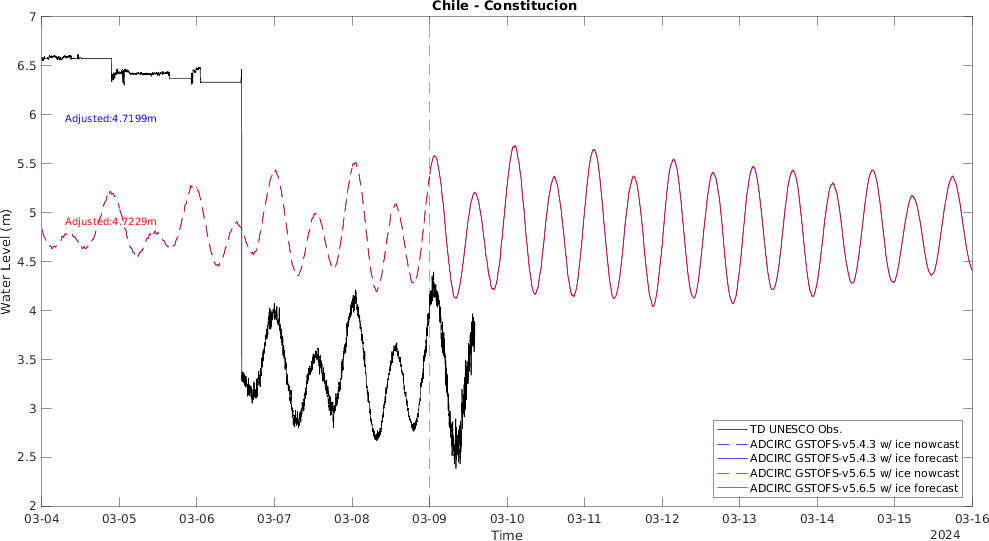 Chile - Constitucion
Water Level (m)
7
6.5
6
5.5
5
4.5
4
3.5
3
2.5
2
Adjusted:4.7199m
Adjusted:4.7229m
TD UNESCO Obs.
ADCIRC GSTOFS-v5.4.3 w/ ice nowcast
ADCIRC GSTOFS-v5.4.3 w/ ice forecast
ADCIRC GSTOFS-v5.6.5 w/ ice nowcast
ADCIRC GSTOFS-v5.6.5 w/ ice forecast
03-04 03-05 03-06 03-07 03-08 03-09 03-10 03-11 03-12 03-13 03-14 03-15 03-16
Time
2024